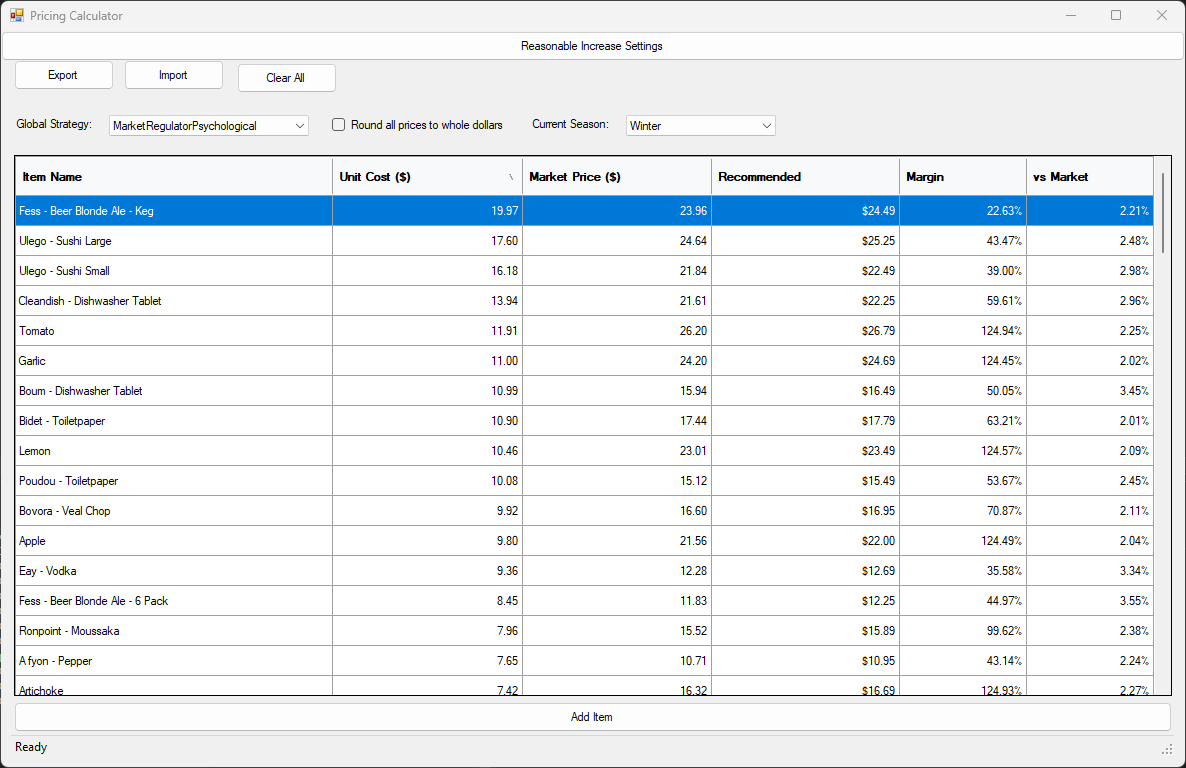 Pricing Calculator
Reasonable Increase Settings
Export Import Clear All
Global Strategy: MarketRegulatorPsychological Round all prices to whole dollars Current Season: Winter
Item Name Unit Cost ($) Market Price ($) Recommended Margin vs Market
Fess - Beer Blonde Ale - Keg 19.97 23.96 $24.49 22.63% 2.21%
Ulego - Sushi Large 17.60 24.64 $25.25 43.47% 2.48%
Ulego - Sushi Small 16.18 21.84 $22.49 39.00% 2.98%
Cleandish - Dishwasher Tablet 13.94 21.61 $22.25 59.61% 2.96%
Tomato 11.91 26.20 $26.79 124.94% 2.25%
Garlic 11.00 24.20 $24.69 124.45% 2.02%
Boum - Dishwasher Tablet 10.99 15.94 $16.49 50.05% 3.45%
Bidet - Toiletpaper 10.90 17.44 $17.79 63.21% 2.01%
Lemon 10.46 23.01 $23.49 124.57% 2.09%
Poudou - Toiletpaper 10.08 15.12 $15.49 53.67% 2.45%
Bovora - Veal Chop 9.92 16.60 $16.95 70.87% 2.11%
Apple 9.80 21.56 $22.00 124.49% 2.04%
Eay - Vodka 9.36 12.28 $12.69 35.58% 3.34%
Fess - Beer Blonde Ale - 6 Pack 8.45 11.83 $12.25 44.97% 3.55%
Ronpoint - Moussaka 7.96 15.52 $15.89 99.62% 2.38%
Afyon - Pepper 7.65 10.71 $10.95 43.14% 2.24%
Artichoke 7.42 16.32 $16.69 124.93% 2.27%
Add Item
Ready